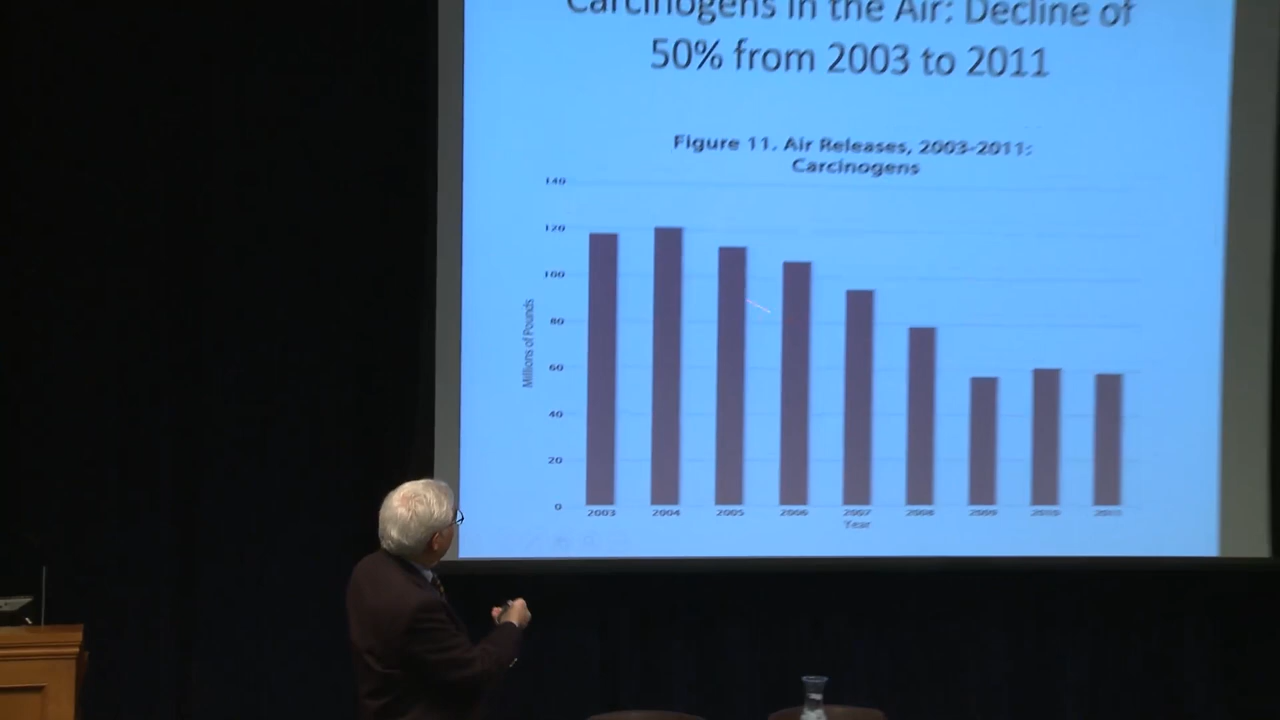 Carcinogens in the Air: Decline of
50% from 2003 to 2011
Figure 11. Air Releases, 2003-2011:
Carcinogens
140
120
100
80
60
40
20
0
Millions of Pounds
2003 2004 2005 2006 2007 2008 2009 2010 2011
Year